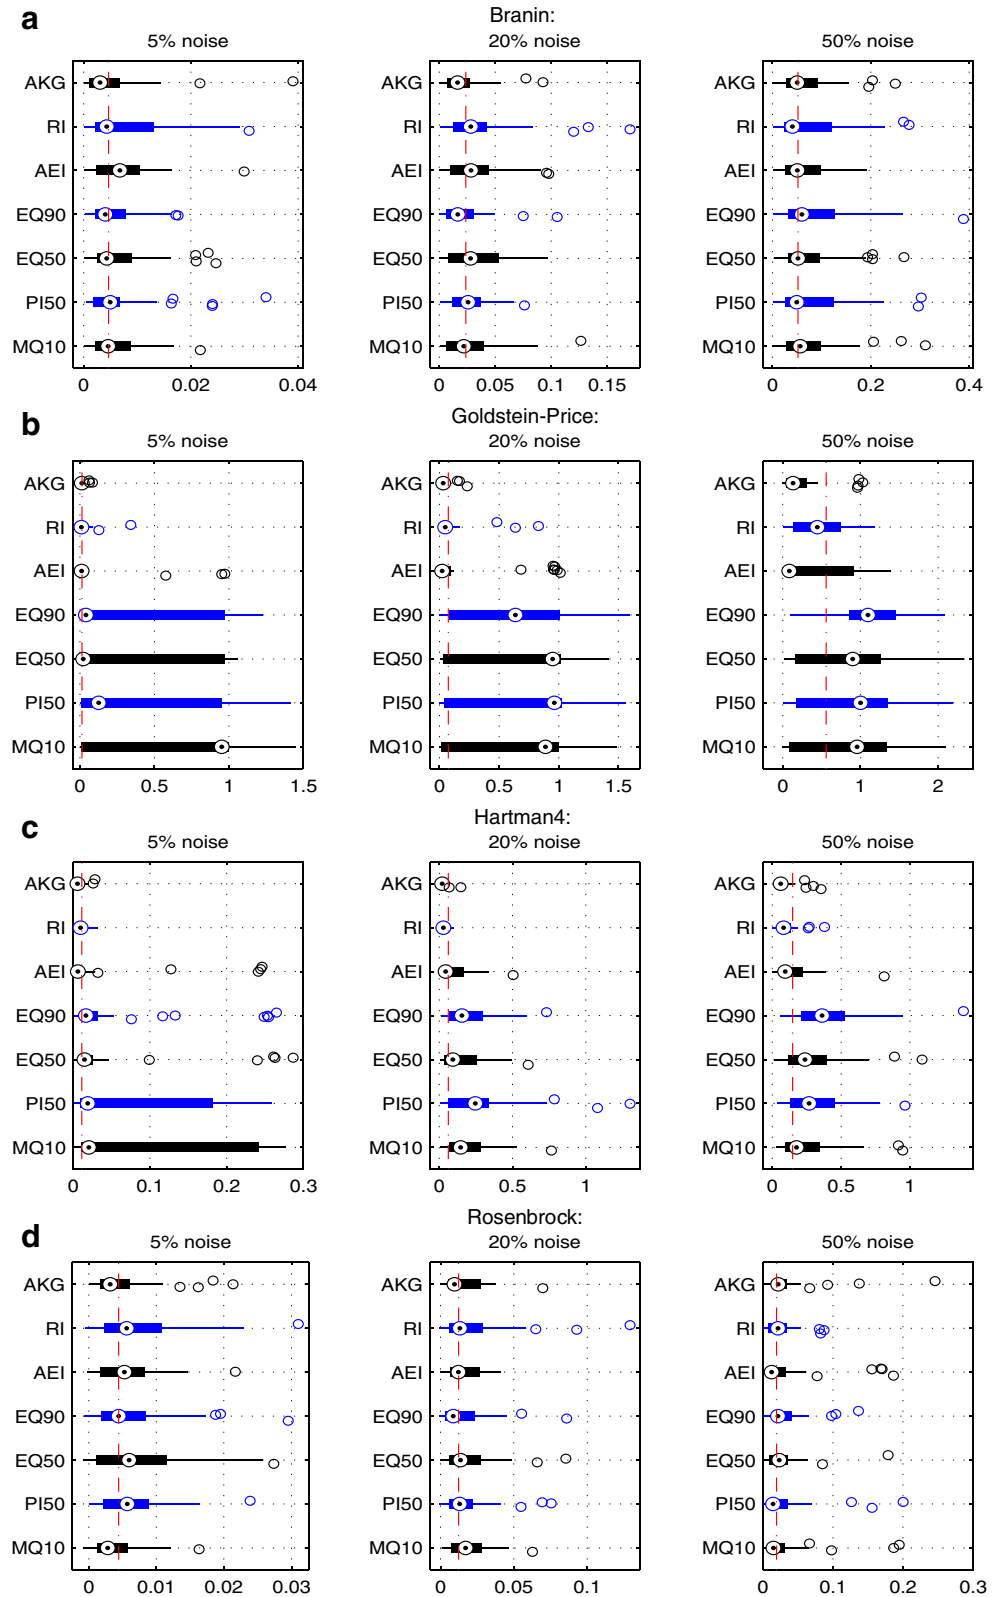 a
Branin:
5% noise
20% noise
50% noise
AKG
RI
AEI
EQ90
EQ50
PI50
MQ10
0
0.02
0.04
AKG
RI
AEI
EQ90
EQ50
PI50
MQ10
0
0.05
0.1
0.15
AKG
RI
AEI
EQ90
EQ50
PI50
MQ10
0
0.2
0.4
b
Goldstein-Price:
5% noise
20% noise
50% noise
AKG
RI
AEI
EQ90
EQ50
PI50
MQ10
0
0.5
1
1.5
AKG
RI
AEI
EQ90
EQ50
PI50
MQ10
0
0.5
1
1.5
AKG
RI
AEI
EQ90
EQ50
PI50
MQ10
0
1
2
c
Hartman4:
5% noise
20% noise
50% noise
AKG
RI
AEI
EQ90
EQ50
PI50
MQ10
0
0.1
0.2
0.3
AKG
RI
AEI
EQ90
EQ50
PI50
MQ10
0
0.5
1
AKG
RI
AEI
EQ90
EQ50
PI50
MQ10
0
0.5
1
d
Rosenbrock:
5% noise
20% noise
50% noise
AKG
RI
AEI
EQ90
EQ50
PI50
MQ10
0
0.01
0.02
0.03
AKG
RI
AEI
EQ90
EQ50
PI50
MQ10
0
0.05
0.1
AKG
RI
AEI
EQ90
EQ50
PI50
MQ10
0
0.1
0.2
0.3